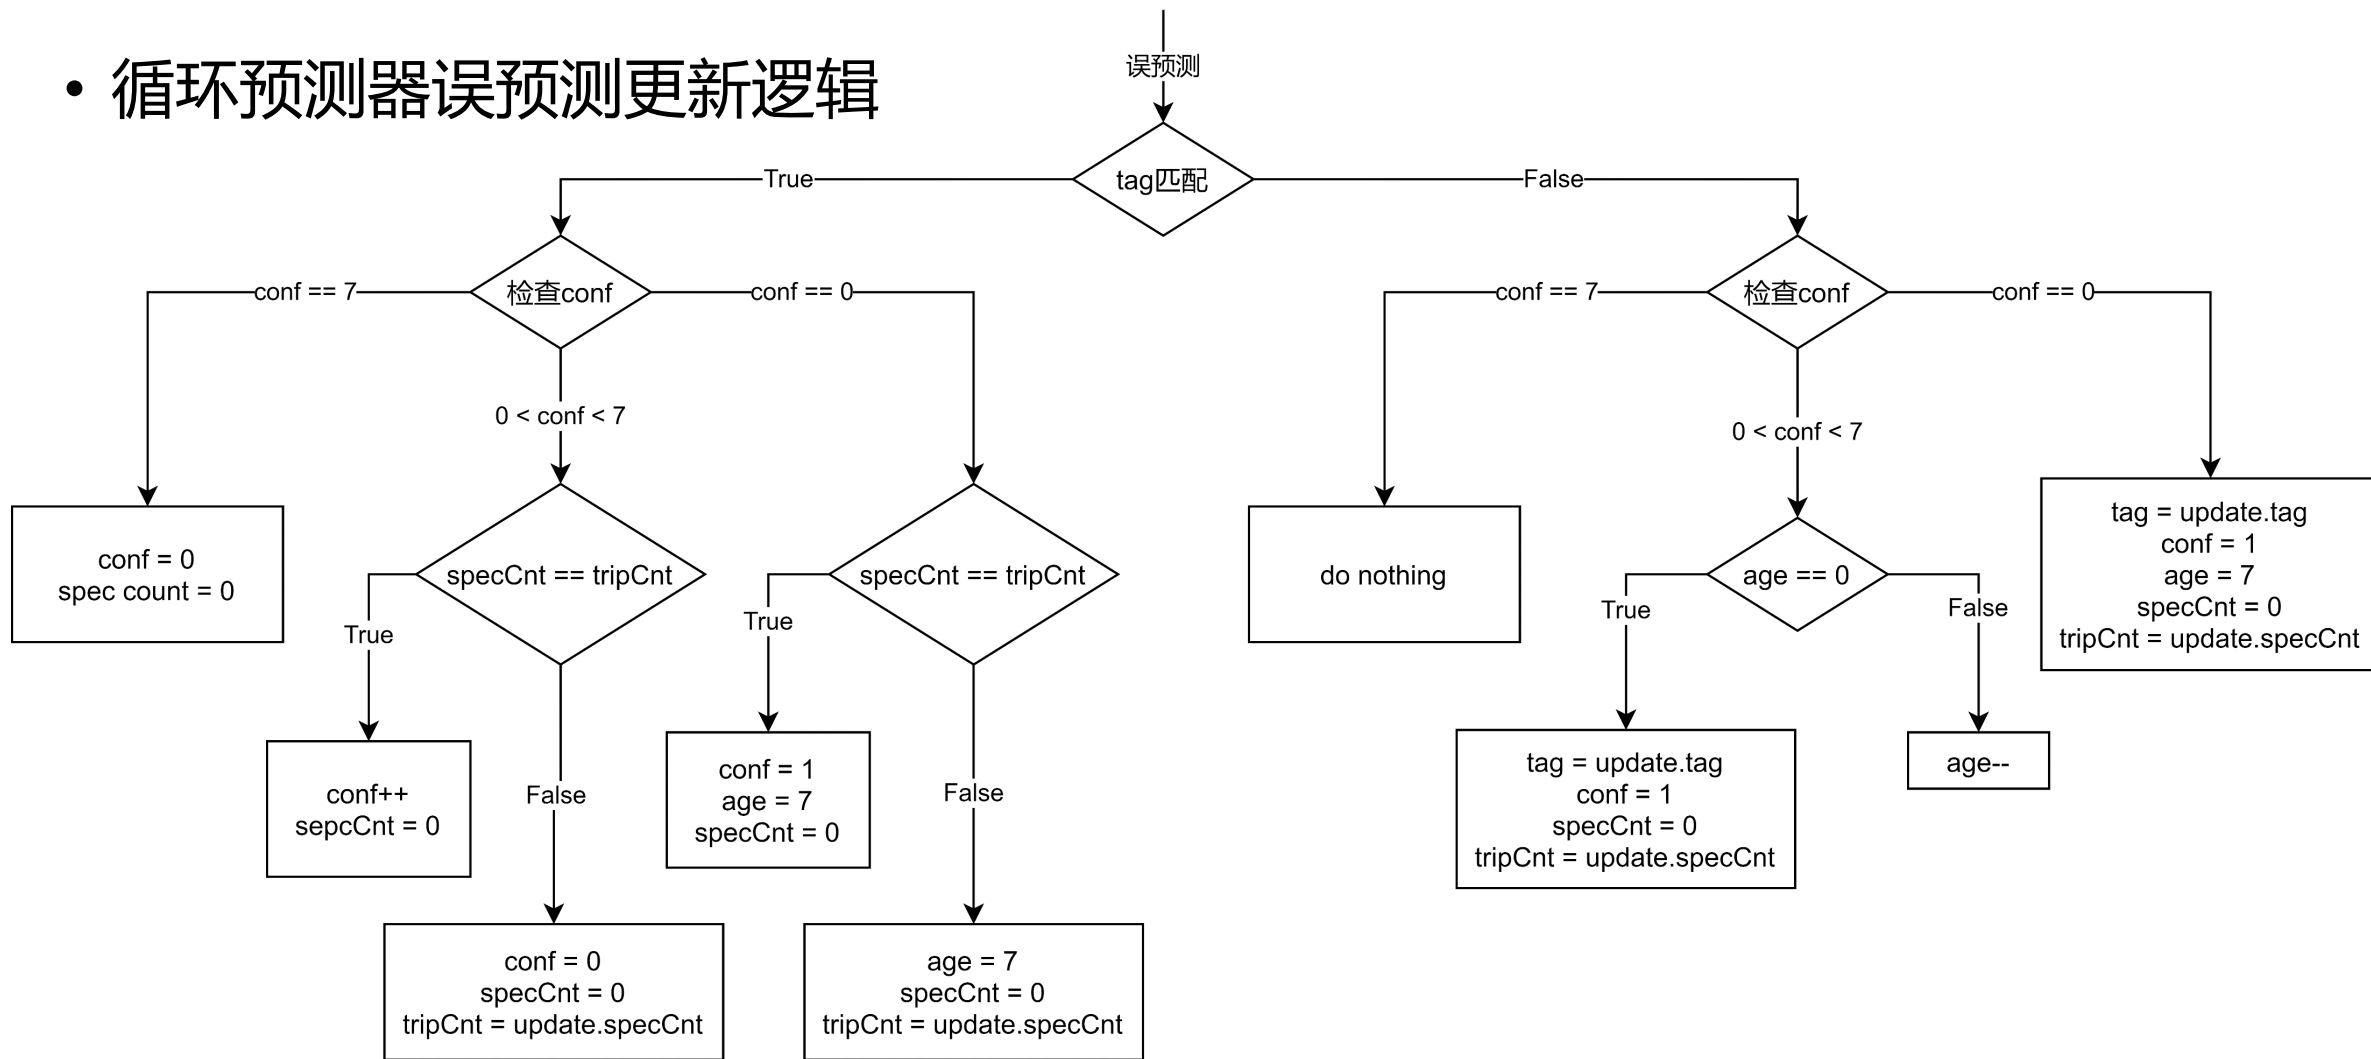 • 循环预测器误预测更新逻辑
误预测
tag匹配
True
False
检查conf
conf == 7
conf == 0
0 < conf < 7
检查conf
conf == 7
conf == 0
0 < conf < 7
conf = 0
spec count = 0
specCnt == tripCnt
True
False
conf++
sepcCnt = 0
conf = 0
specCnt = 0
tripCnt = update.specCnt
specCnt == tripCnt
True
False
conf = 1
age = 7
specCnt = 0
age = 7
specCnt = 0
tripCnt = update.specCnt
do nothing
age == 0
True
False
tag = update.tag
conf = 1
specCnt = 0
tripCnt = update.specCnt
age--
tag = update.tag
conf = 1
age = 7
specCnt = 0
tripCnt = update.specCnt